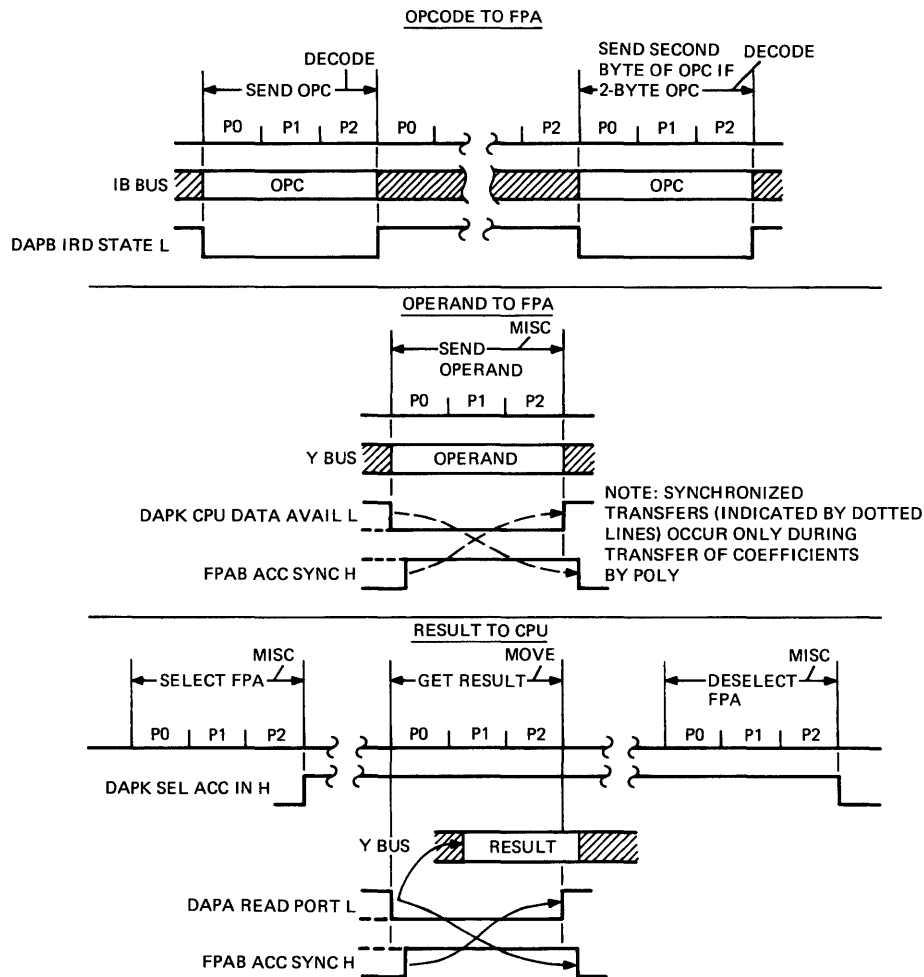 OPCODE TO FPA
DECODE
SEND OPC
SEND SECOND
BYTE OF OPC IF
2-BYTE OPC
DECODE
P0 P1 P2 P0 P2 P0 P1 P2
IB BUS OPC OPC
DAPB IRD STATE L
OPERAND TO FPA
MISC
SEND
OPERAND
P0 P1 P2
Y BUS OPERAND
DAPK CPU DATA AVAIL L
FPAB ACC SYNC H
NOTE: SYNCHRONIZED
TRANSFERS (INDICATED BY DOTTED
LINES) OCCUR ONLY DURING
TRANSFER OF COEFFICIENTS
BY POLY
RESULT TO CPU
MISC MOVE MISC
SELECT FPA GET RESULT DESELECT
FPA
P0 P1 P2 P0 P1 P2 P0 P1 P2
DAPK SEL ACC IN H
Y BUS RESULT
DAPA READ PORT L
FPAB ACC SYNC H